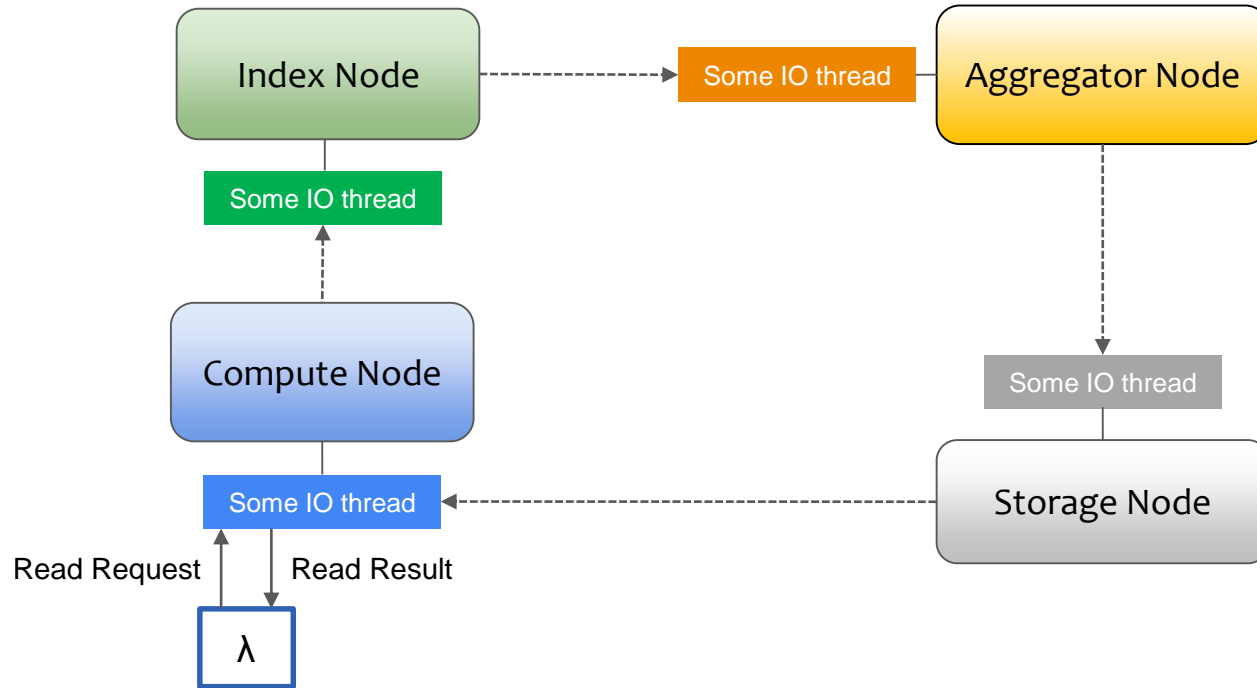 Index Node
Some IO thread
Aggregator Node
Some IO thread
Compute Node
Some IO thread
Some IO thread
Storage Node
Read Request
Read Result
λ